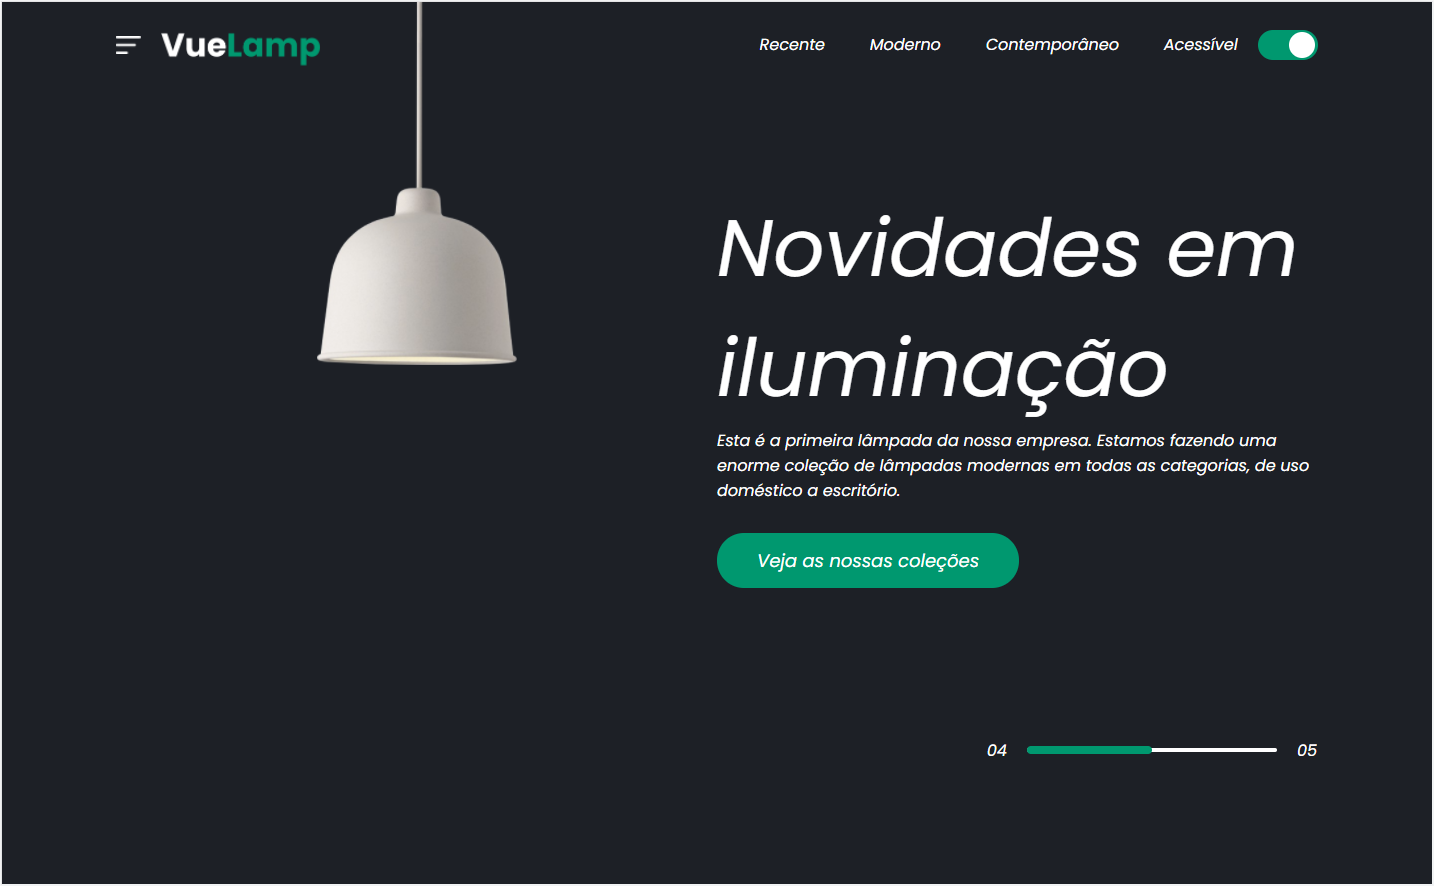 VueLamp
Recente
Moderno
Contemporâneo
Acessível
Novidades em
iluminação
Esta é a primeira lâmpada da nossa empresa. Estamos fazendo uma
enorme coleção de lâmpadas modernas em todas as categorias, de uso
doméstico a escritório.
Veja as nossas coleções
04
05